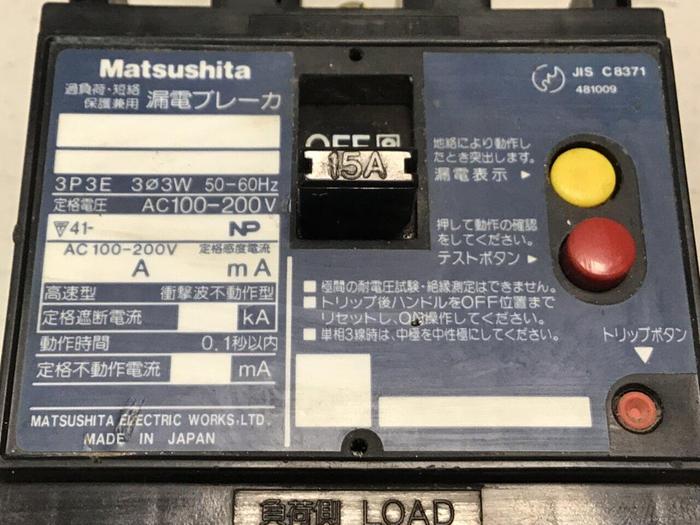 Matsushita
過負荷・短絡
保護兼用 漏電ブレーカ
3P3E 3ø3W 50-60Hz
定格電圧 AC100-200V
41- NP
AC100-200V 定格感度電流
A mA
高速型 衝撃波不動作型
定格遮断電流 kA
動作時間 0.1秒以内
定格不動作電流 mA
MATSUSHITA ELECTRIC WORKS,LTD.
MADE IN JAPAN
OFF
15A
JIS C8371
481009
地絡により動作し
たとき突出します。
漏電表示 ▶
押して動作の確認
をしてください。
テストボタン ▶
■ 極間の耐電圧試験・絶縁測定はできません。
■ トリップ後ハンドルをOFF位置まで
リセットし、ON操作してください。
■ 単相3線時は、中極を中性極にしてください。
トリップボタン
▼
負荷側 LOAD